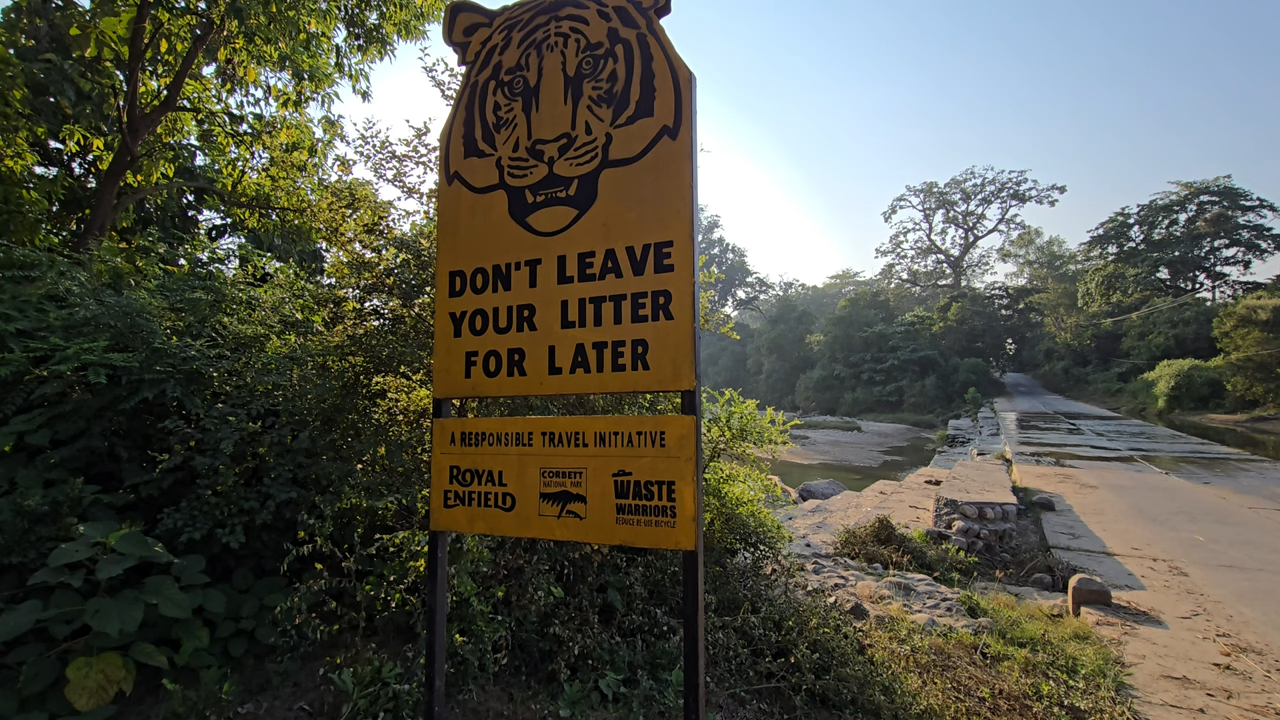 DON'T LEAVE
YOUR LITTER
FOR LATER
A RESPONSIBLE TRAVEL INITIATIVE
ROYAL
ENFIELD
CORBETT
NATIONAL PARK
WASTE
WARRIORS
REDUCE RE-USE RECYCLE